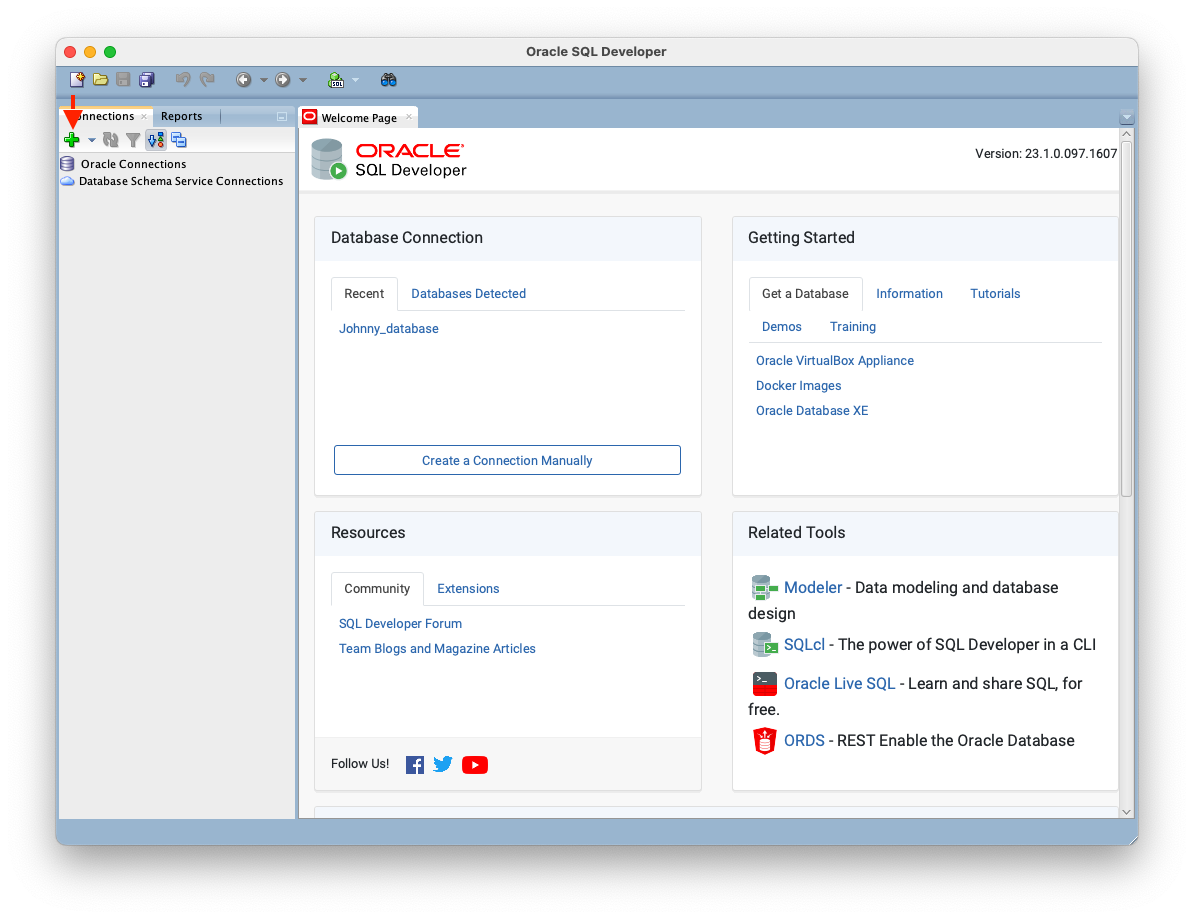 Oracle SQL Developer
SQL
Connections Reports
Welcome Page
Oracle Connections
Database Schema Service Connections
ORACLE
SQL Developer
Version: 23.1.0.097.1607
Database Connection
Recent Databases Detected
Johnny_database
Create a Connection Manually
Getting Started
Get a Database Information Tutorials
Demos Training
Oracle VirtualBox Appliance
Docker Images
Oracle Database XE
Resources
Community Extensions
SQL Developer Forum
Team Blogs and Magazine Articles
Follow Us!
Related Tools
Modeler - Data modeling and database
design
SQLcl - The power of SQL Developer in a CLI
Oracle Live SQL - Learn and share SQL, for
free.
ORDS - REST Enable the Oracle Database